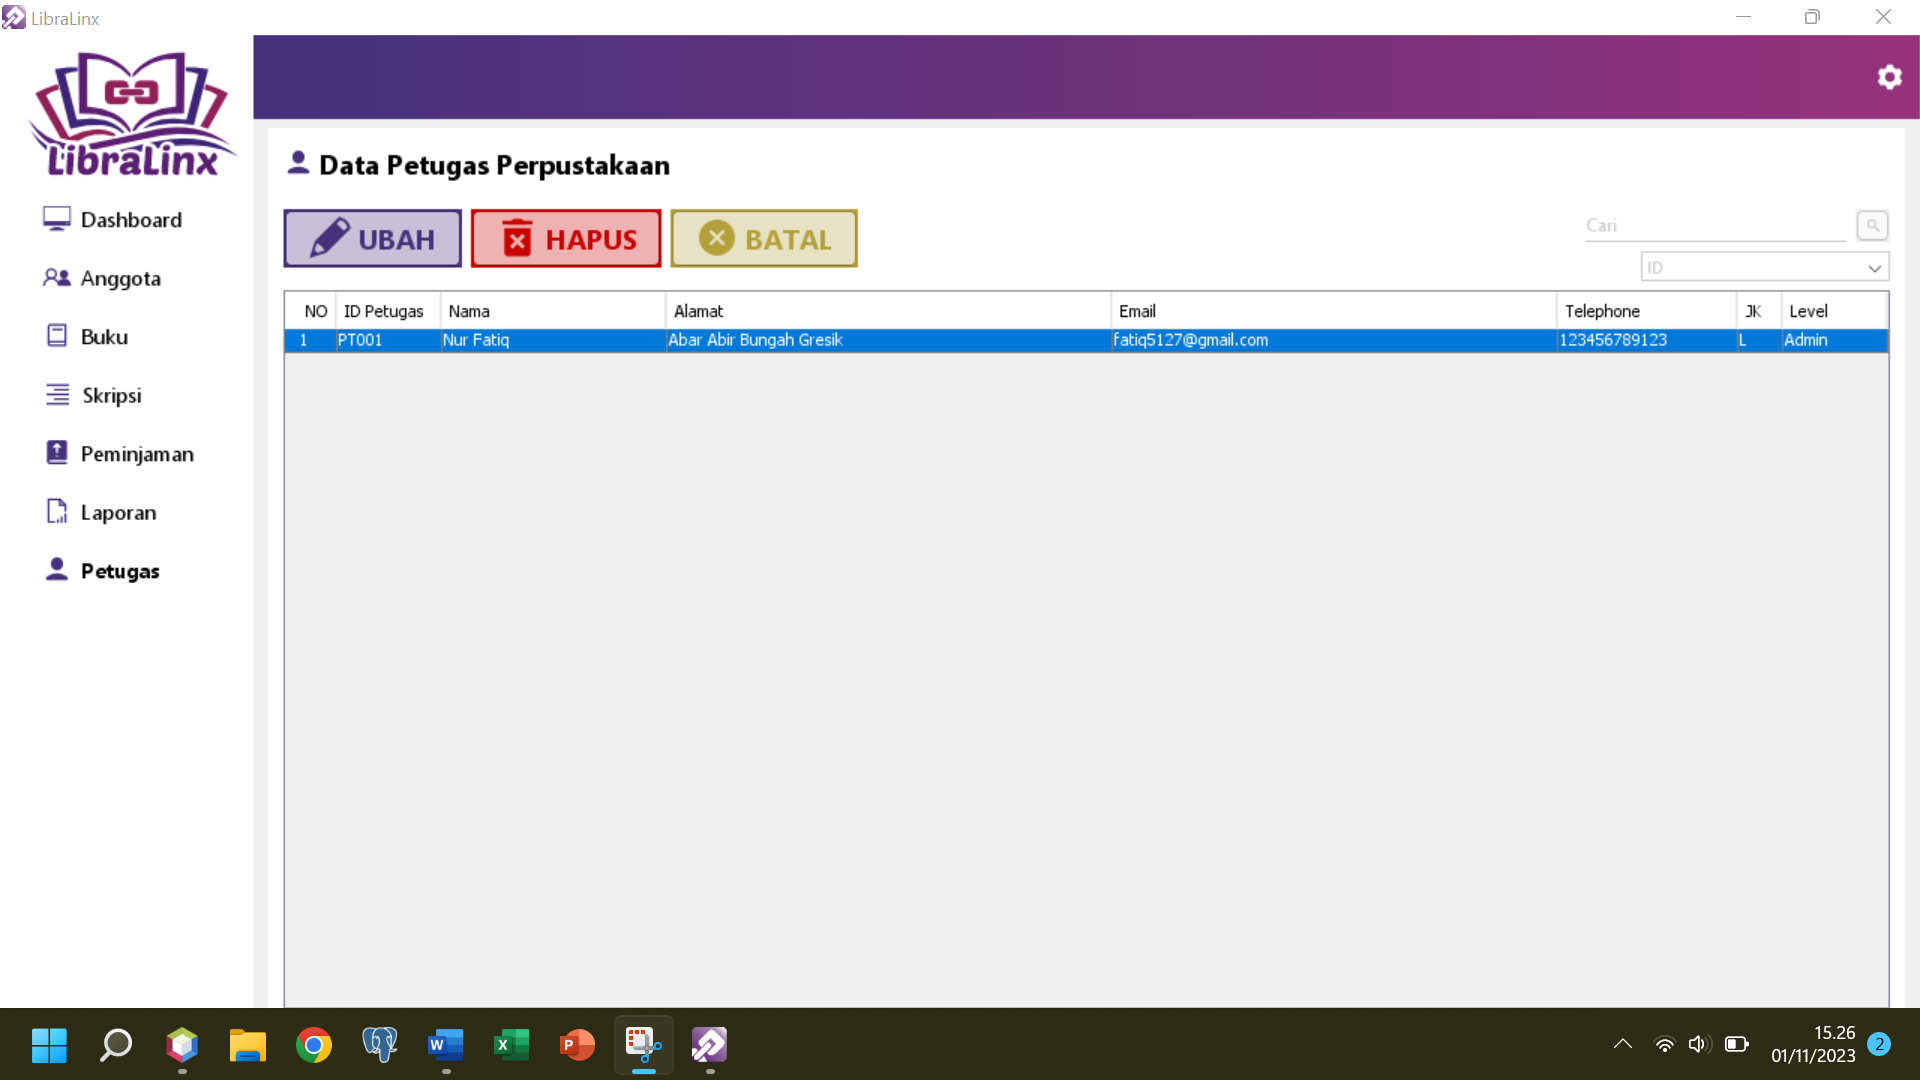 LibraLinx
LibraLinx
Dashboard
Anggota
Buku
Skripsi
Peminjaman
Laporan
Petugas
Data Petugas Perpustakaan
UBAH HAPUS BATAL
Cari
ID
NO ID Petugas Nama Alamat Email Telephone JK Level
1 PT001 Nur Fatiq Abar Abir Bungah Gresik fatiq5127@gmail.com 123456789123 L Admin
W X P
15.26
01/11/2023
2